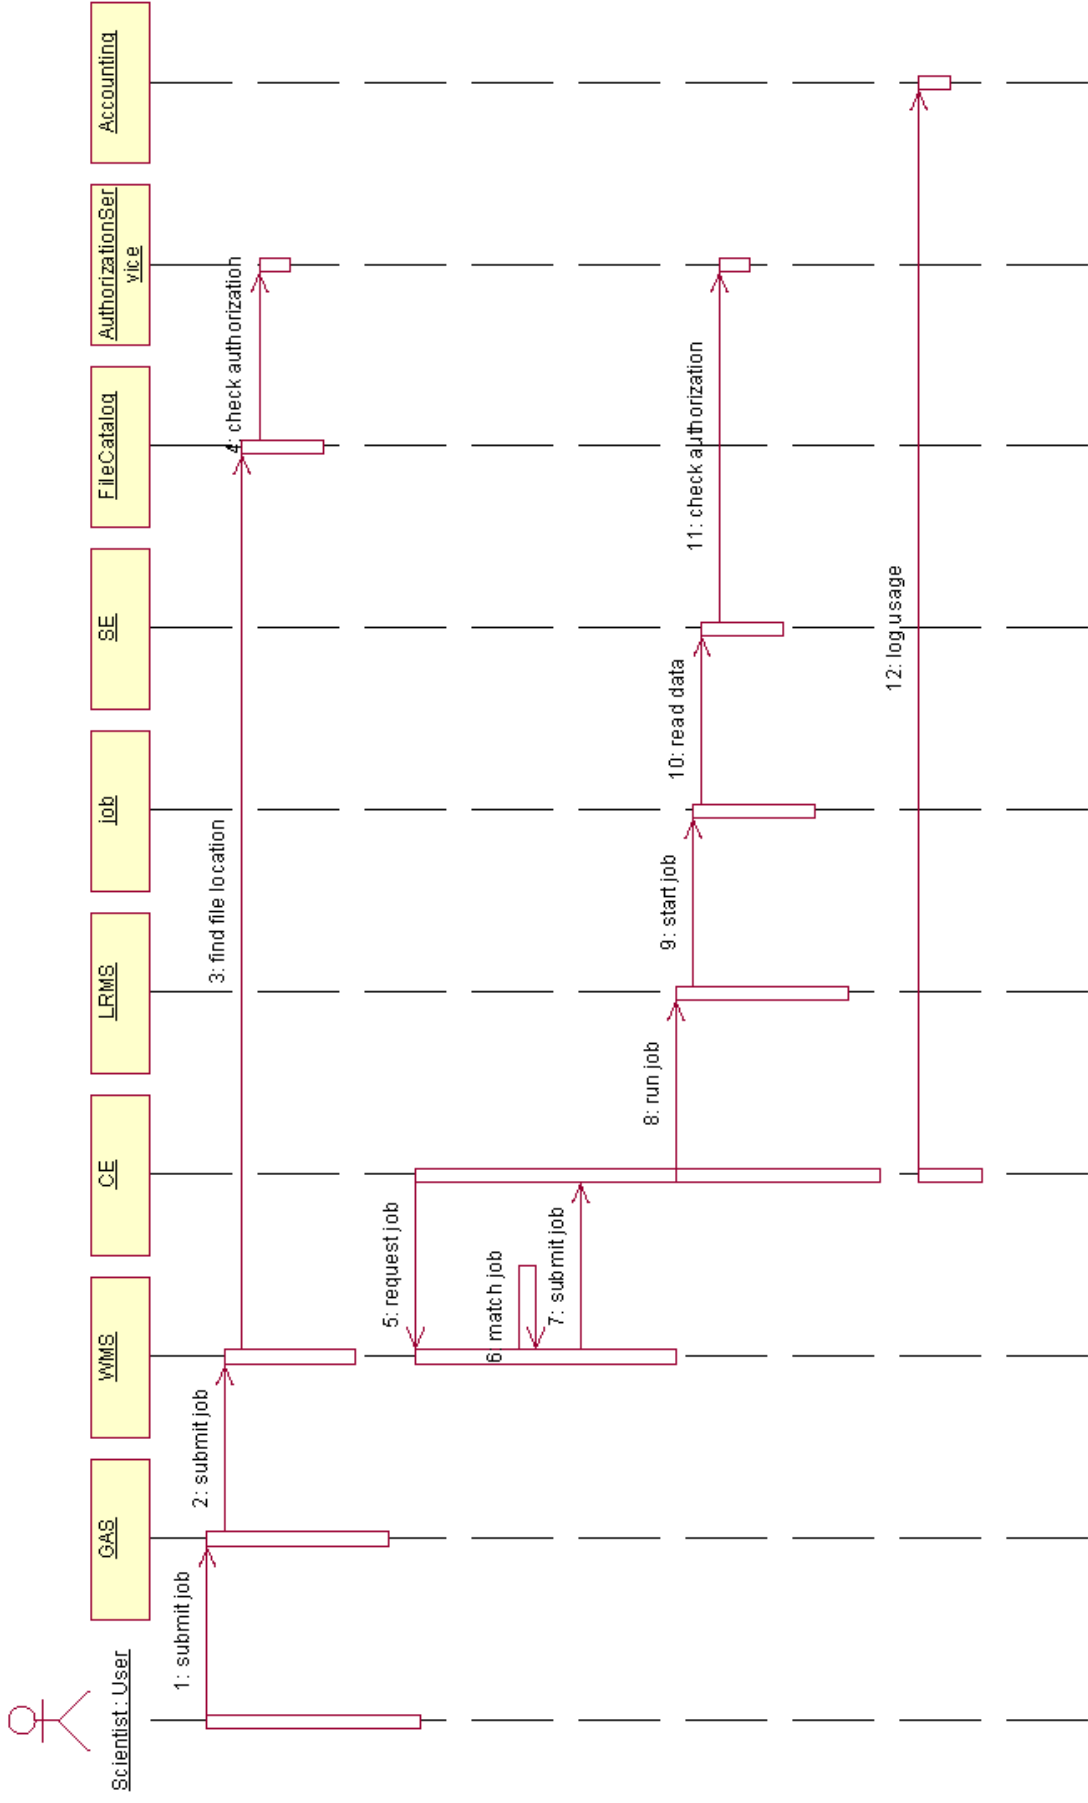 Scientist : User
GAS
WMS
CE
LRMS
job
SE
FileCatalog
AuthorizationSer
vice
Accounting
1: submit job
2: submit job
3: find file location
4: check authorization
5: request job
6: match job
7: submit job
8: run job
9: start job
10: read data
11: check authorization
12: log usage